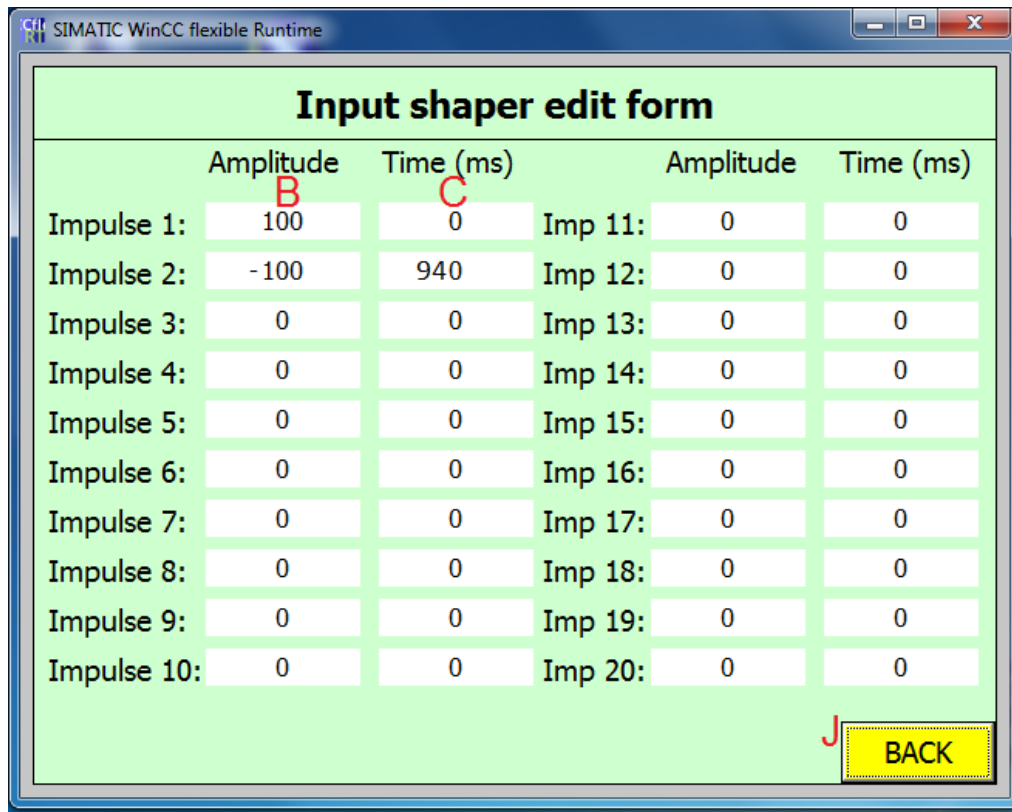 SIMATIC WinCC flexible Runtime
Input shaper edit form
Amplitude Time (ms) Amplitude Time (ms)
B C
Impulse 1: 100 0 Imp 11: 0 0
Impulse 2: -100 940 Imp 12: 0 0
Impulse 3: 0 0 Imp 13: 0 0
Impulse 4: 0 0 Imp 14: 0 0
Impulse 5: 0 0 Imp 15: 0 0
Impulse 6: 0 0 Imp 16: 0 0
Impulse 7: 0 0 Imp 17: 0 0
Impulse 8: 0 0 Imp 18: 0 0
Impulse 9: 0 0 Imp 19: 0 0
Impulse 10: 0 0 Imp 20: 0 0
J BACK